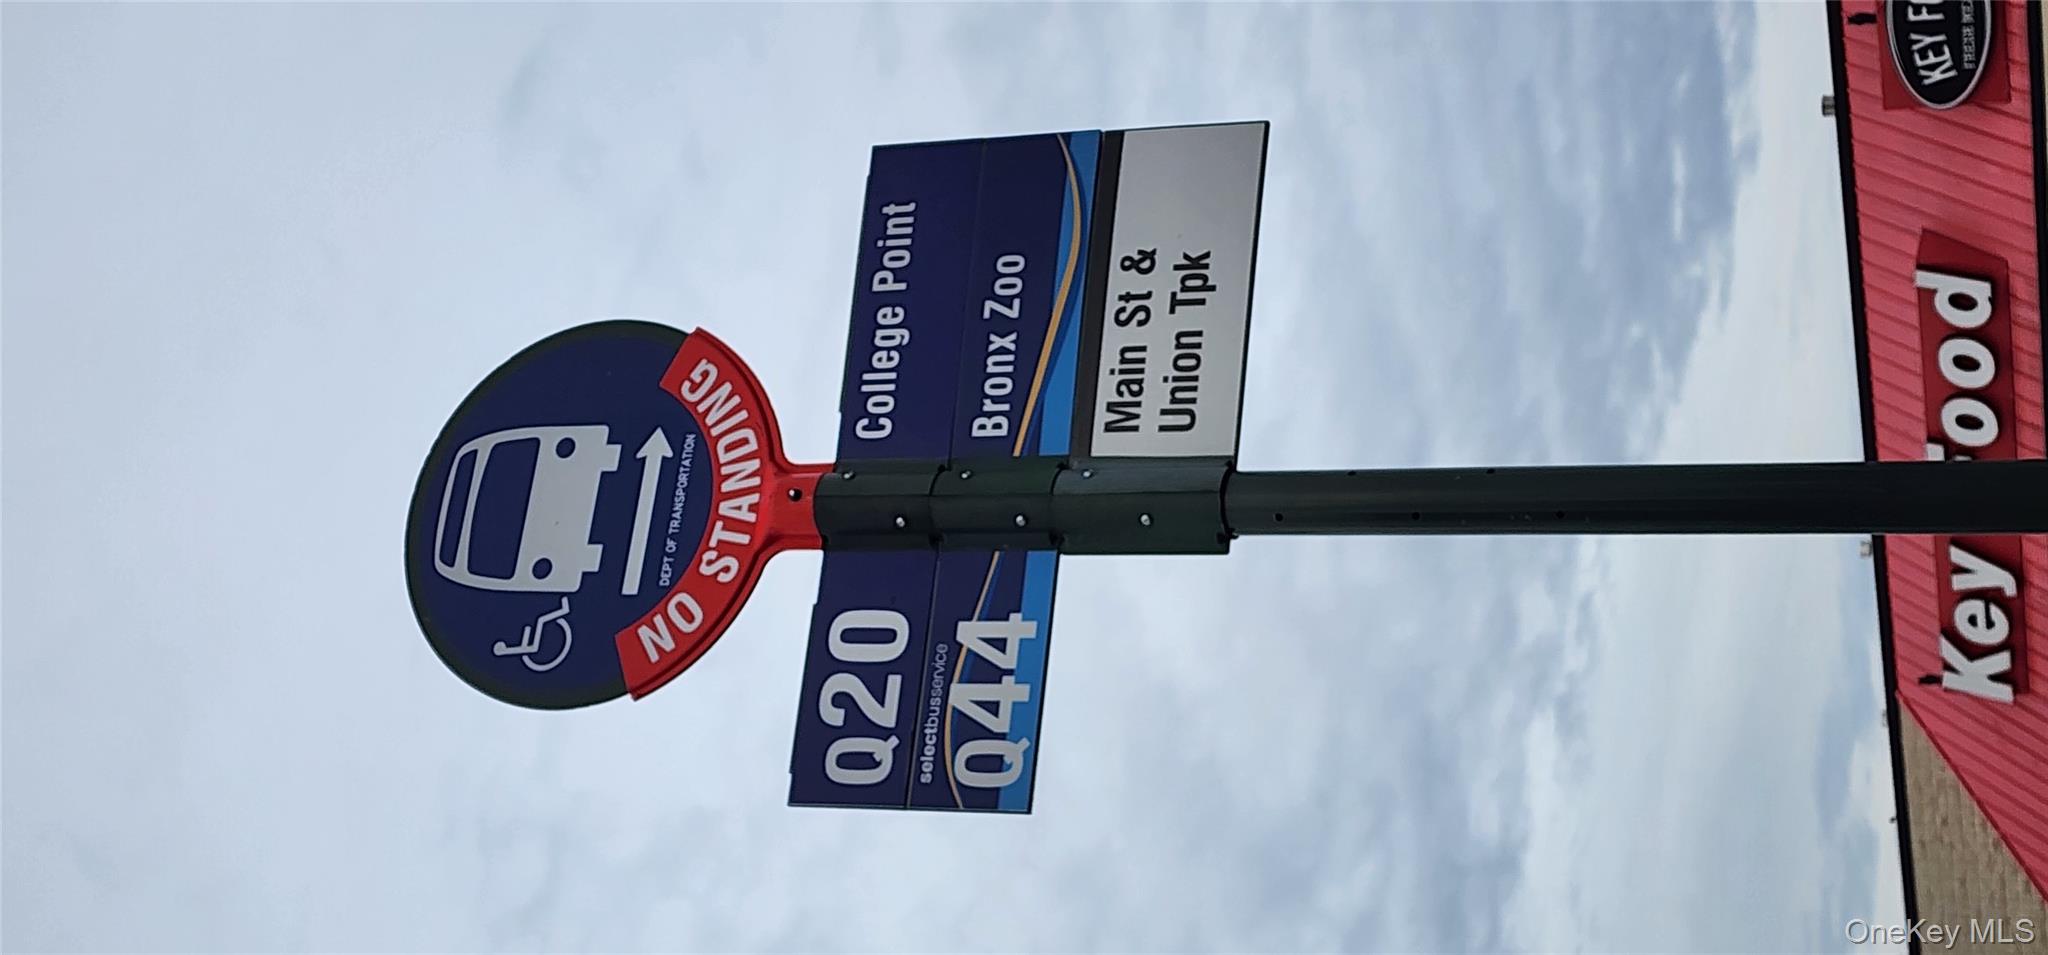 DEPT OF TRANSPORTATION
NO STANDING
Q20 College Point
selectbusservice
Q44 Bronx Zoo
Main St &
Union Tpk
Key Food
KEY
OneKey MLS